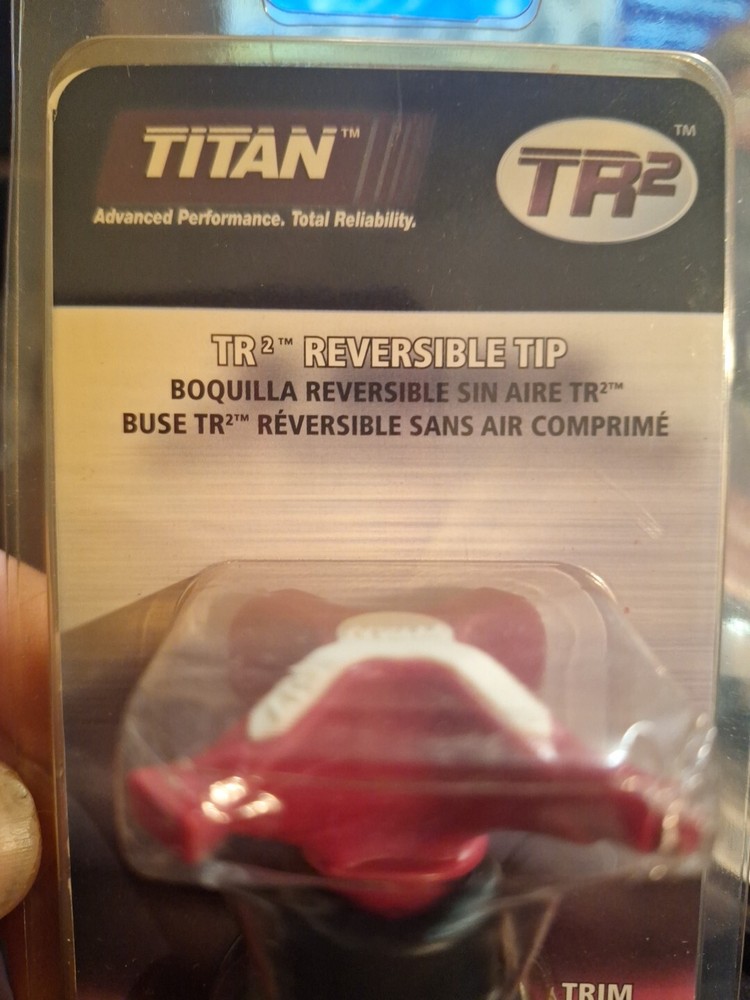 TITAN™
Advanced Performance. Total Reliability.
TR²™
TR²™ REVERSIBLE TIP
BOQUILLA REVERSIBLE SIN AIRE TR²™
BUSE TR²™ RÉVERSIBLE SANS AIR COMPRIMÉ
TRIM